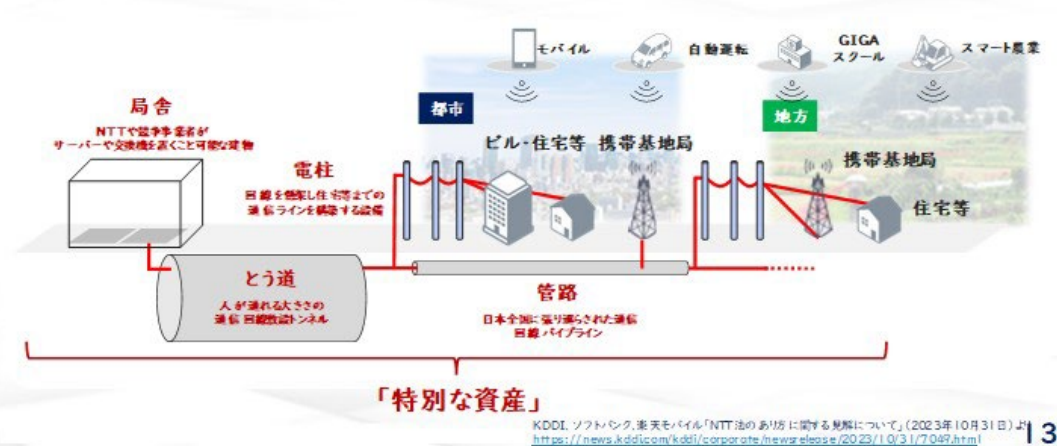 モバイル
自動運転
GIGA
スクール
スマート農業
局舎
NTTや競争事業者が
サーバーや交換機を置くこと可能な建物
都市
地方
ビル・住宅等 携帯基地局
電柱
回線を懸架し住宅等までの
通信ラインを構築する設備
携帯基地局
住宅等
とう道
人が通れる大きさの
通信回線敷設トンネル
管路
日本全国に張り巡らされた通信
回線パイプライン
「特別な資産」
KDDI、ソフトバンク、楽天モバイル「NTT法のあり方に関する見解について」(2023年10月31日)より
https://news.kddi.com/kddi/corporate/newsrelease/2023/10/31/7049.html
13